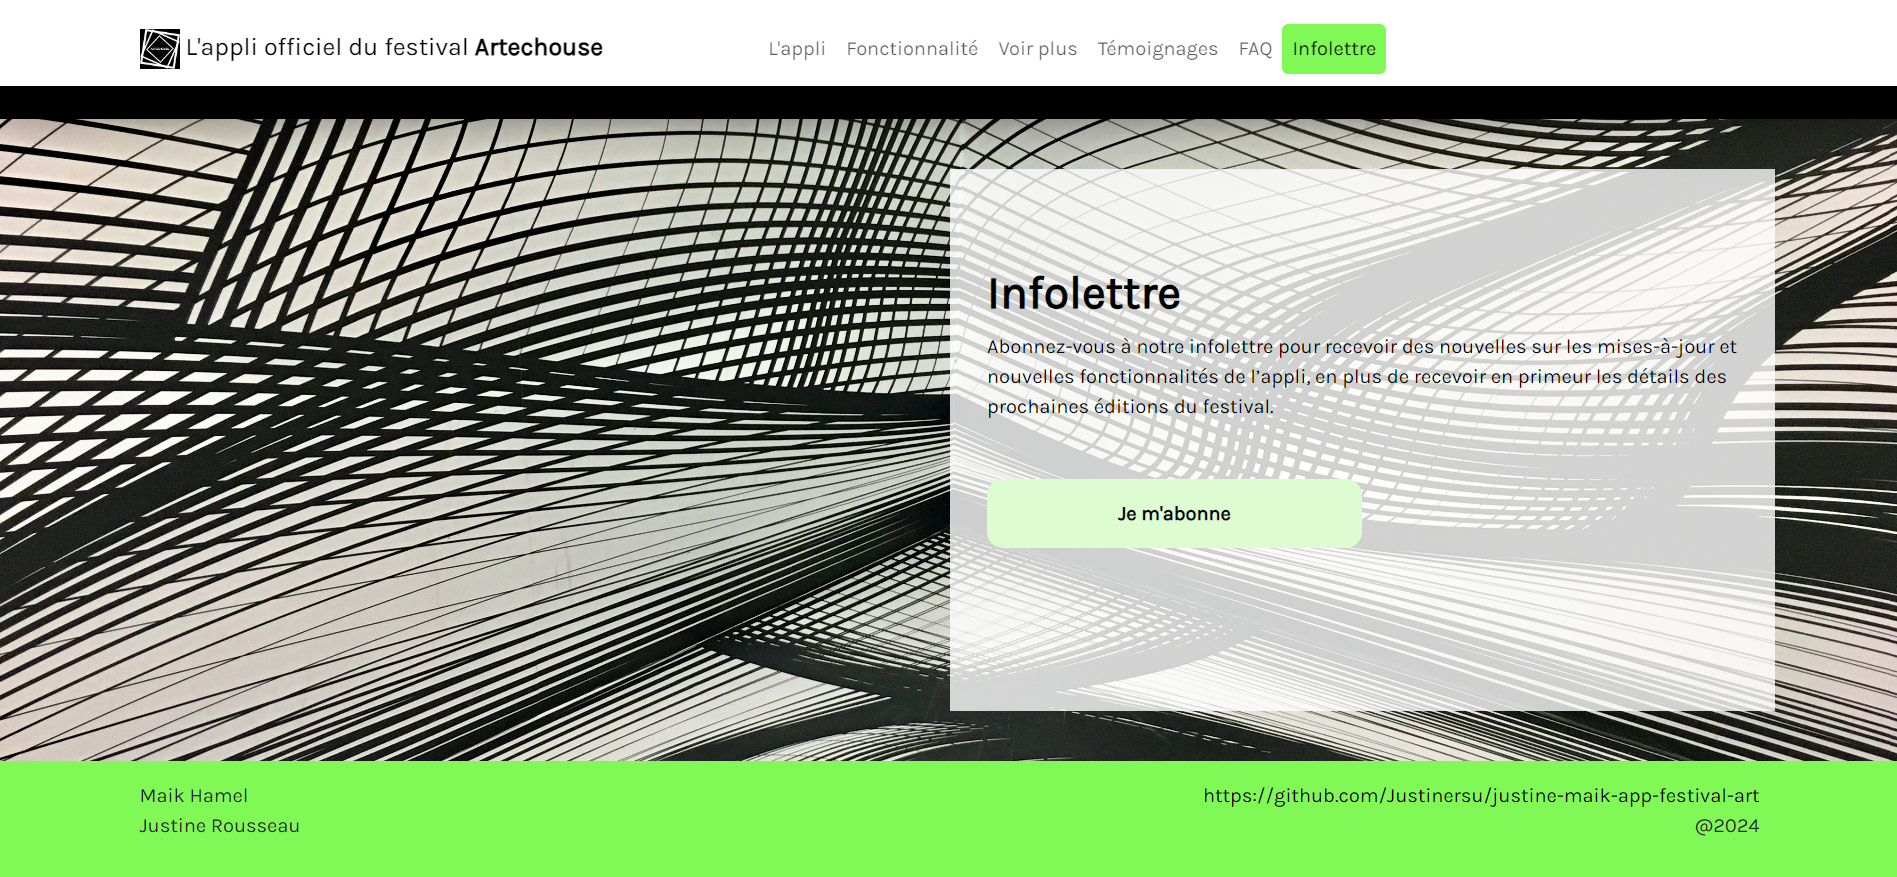 L'appli officiel du festival Artechouse
L'appli Fonctionnalité Voir plus Témoignages FAQ Infolettre
Infolettre
Abonnez-vous à notre infolettre pour recevoir des nouvelles sur les mises-à-jour et
nouvelles fonctionnalités de l’appli, en plus de recevoir en primeur les détails des
prochaines éditions du festival.
Je m'abonne
Maik Hamel
Justine Rousseau
https://github.com/Justinersu/justine-maik-app-festival-art
@2024